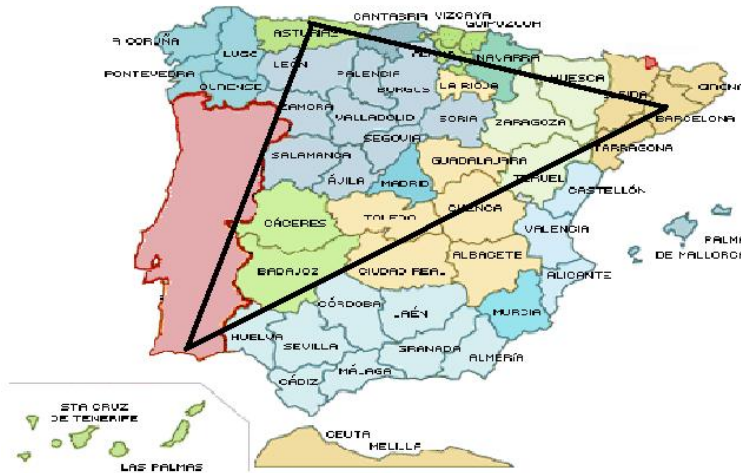 CANTABRIA VIZCAYA
GUIPUZCOA
ASTURIAS
A CORUÑA
LUGO
LEÓN
NAVARRA
PONTEVEDRA
PALENCIA
HUESCA
OURENSE
BURGOS
LA RIOJA
ZAMORA
VALLADOLID
SORIA
ZARAGOZA
BARCELONA
SEGOVIA
TARRAGONA
SALAMANCA
GUADALAJARA
ÁVILA
MADRID
TERUEL
CASTELLÓN
CÁCERES
TOLEDO
CUENCA
VALENCIA
PALMA
DE MALLORCA
BADAJOZ
CIUDAD REAL
ALBACETE
ALICANTE
CÓRDOBA
JAÉN
MURCIA
HUELVA
SEVILLA
GRANADA
ALMERÍA
MÁLAGA
CÁDIZ
STA CRUZ
DE TENERIFE
LAS PALMAS
CEUTA
MELILLA